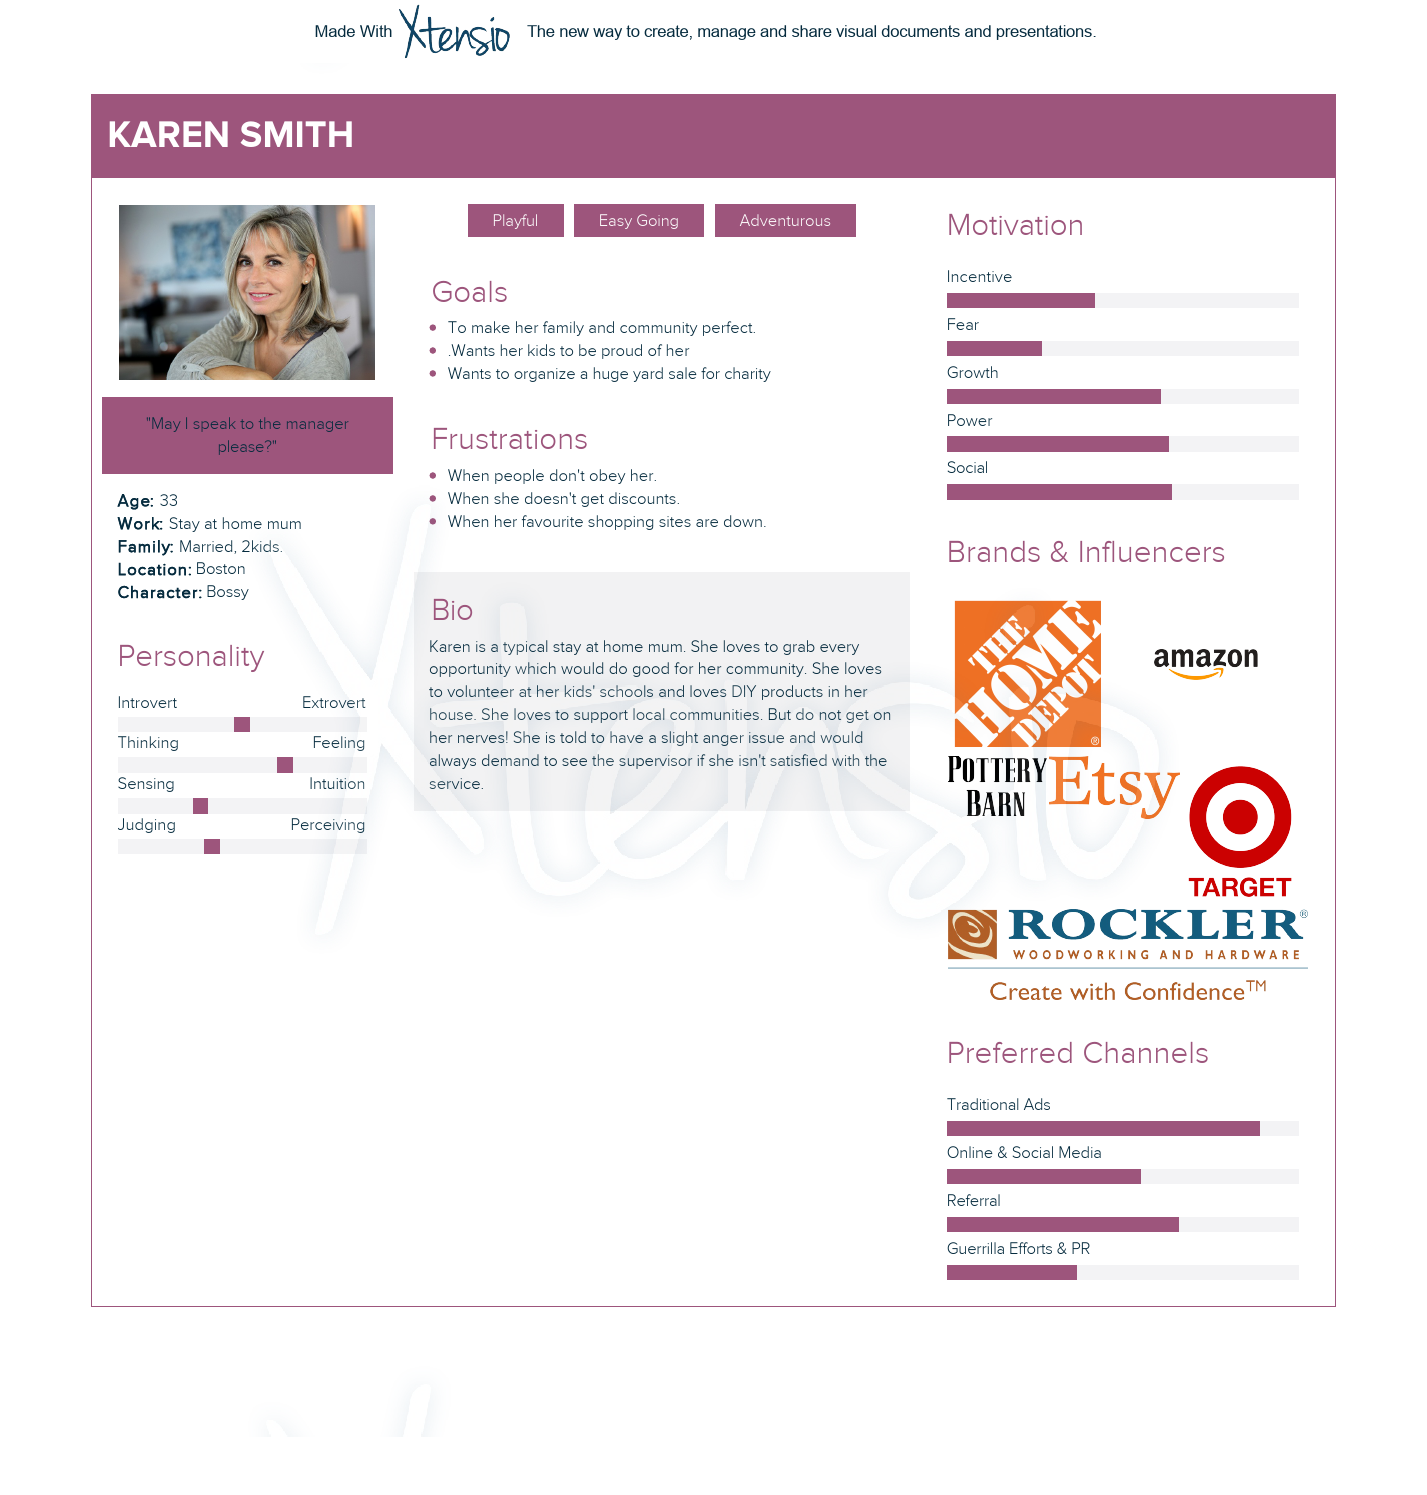 Made With Xtensio The new way to create, manage and share visual documents and presentations.
KAREN SMITH
"May I speak to the manager
please?"
Age: 33
Work: Stay at home mum
Family: Married, 2kids.
Location: Boston
Character: Bossy
Personality
Introvert Extrovert
Thinking Feeling
Sensing Intuition
Judging Perceiving
Playful Easy Going Adventurous
Goals
To make her family and community perfect.
.Wants her kids to be proud of her
Wants to organize a huge yard sale for charity
Frustrations
When people don't obey her.
When she doesn't get discounts.
When her favourite shopping sites are down.
Bio
Karen is a typical stay at home mum. She loves to grab every
opportunity which would do good for her community. She loves
to volunteer at her kids' schools and loves DIY products in her
house. She loves to support local communities. But do not get on
her nerves! She is told to have a slight anger issue and would
always demand to see the supervisor if she isn't satisfied with the
service.
Xtensio
Motivation
Incentive
Fear
Growth
Power
Social
Brands & Influencers
THE
HOME
DEPOT
®
amazon
POTTERY
BARN
Etsy
TARGET
ROCKLER®
WOODWORKING AND HARDWARE
Create with Confidence™
Preferred Channels
Traditional Ads
Online & Social Media
Referral
Guerrilla Efforts & PR